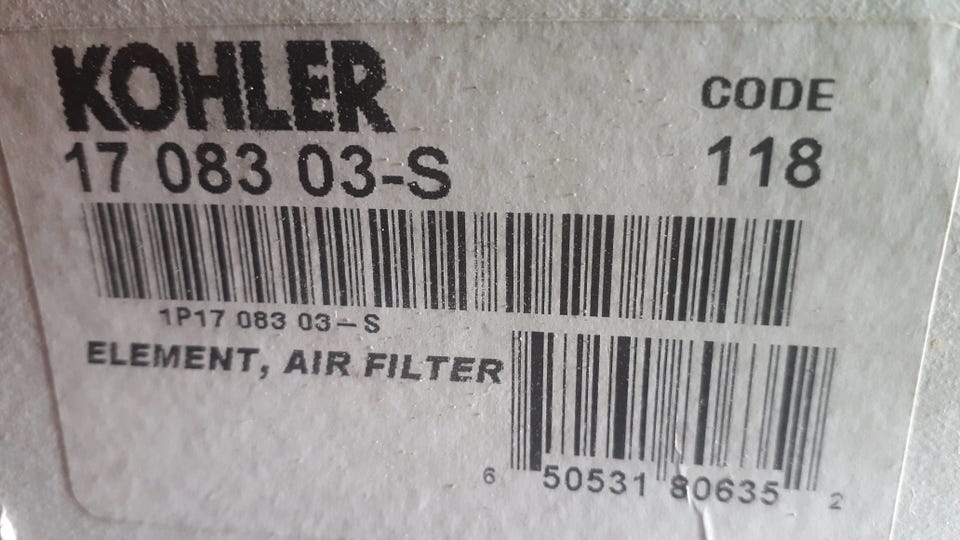 KOHLER
CODE
17 083 03-S
118
1P17 083 03-S
ELEMENT, AIR FILTER
6 50531 80635 2